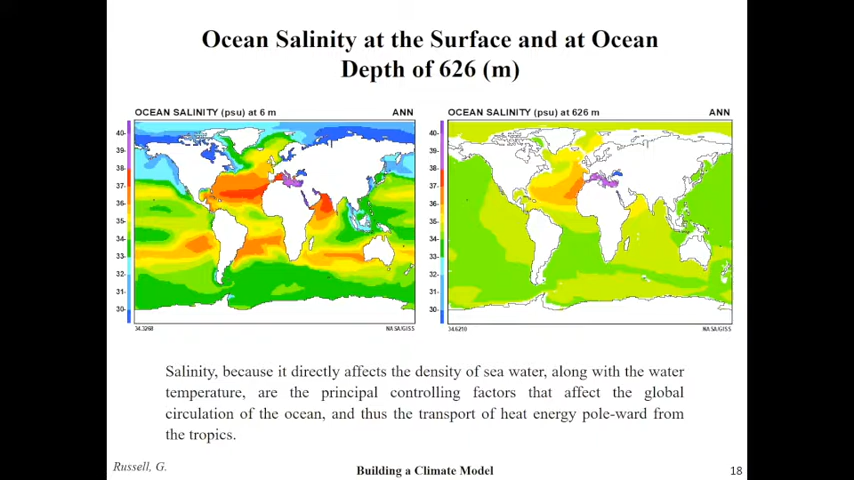 Ocean Salinity at the Surface and at Ocean
Depth of 626 (m)
OCEAN SALINITY (psu) at 6 m ANN
40
39
38
37
36
35
34
33
32
31
30
34.3268 NASA/GISS
OCEAN SALINITY (psu) at 626 m ANN
40
39
38
37
36
35
34
33
32
31
30
34.6210 NASA/GISS
Salinity, because it directly affects the density of sea water, along with the water
temperature, are the principal controlling factors that affect the global
circulation of the ocean, and thus the transport of heat energy pole-ward from
the tropics.
Russell, G.
Building a Climate Model
18